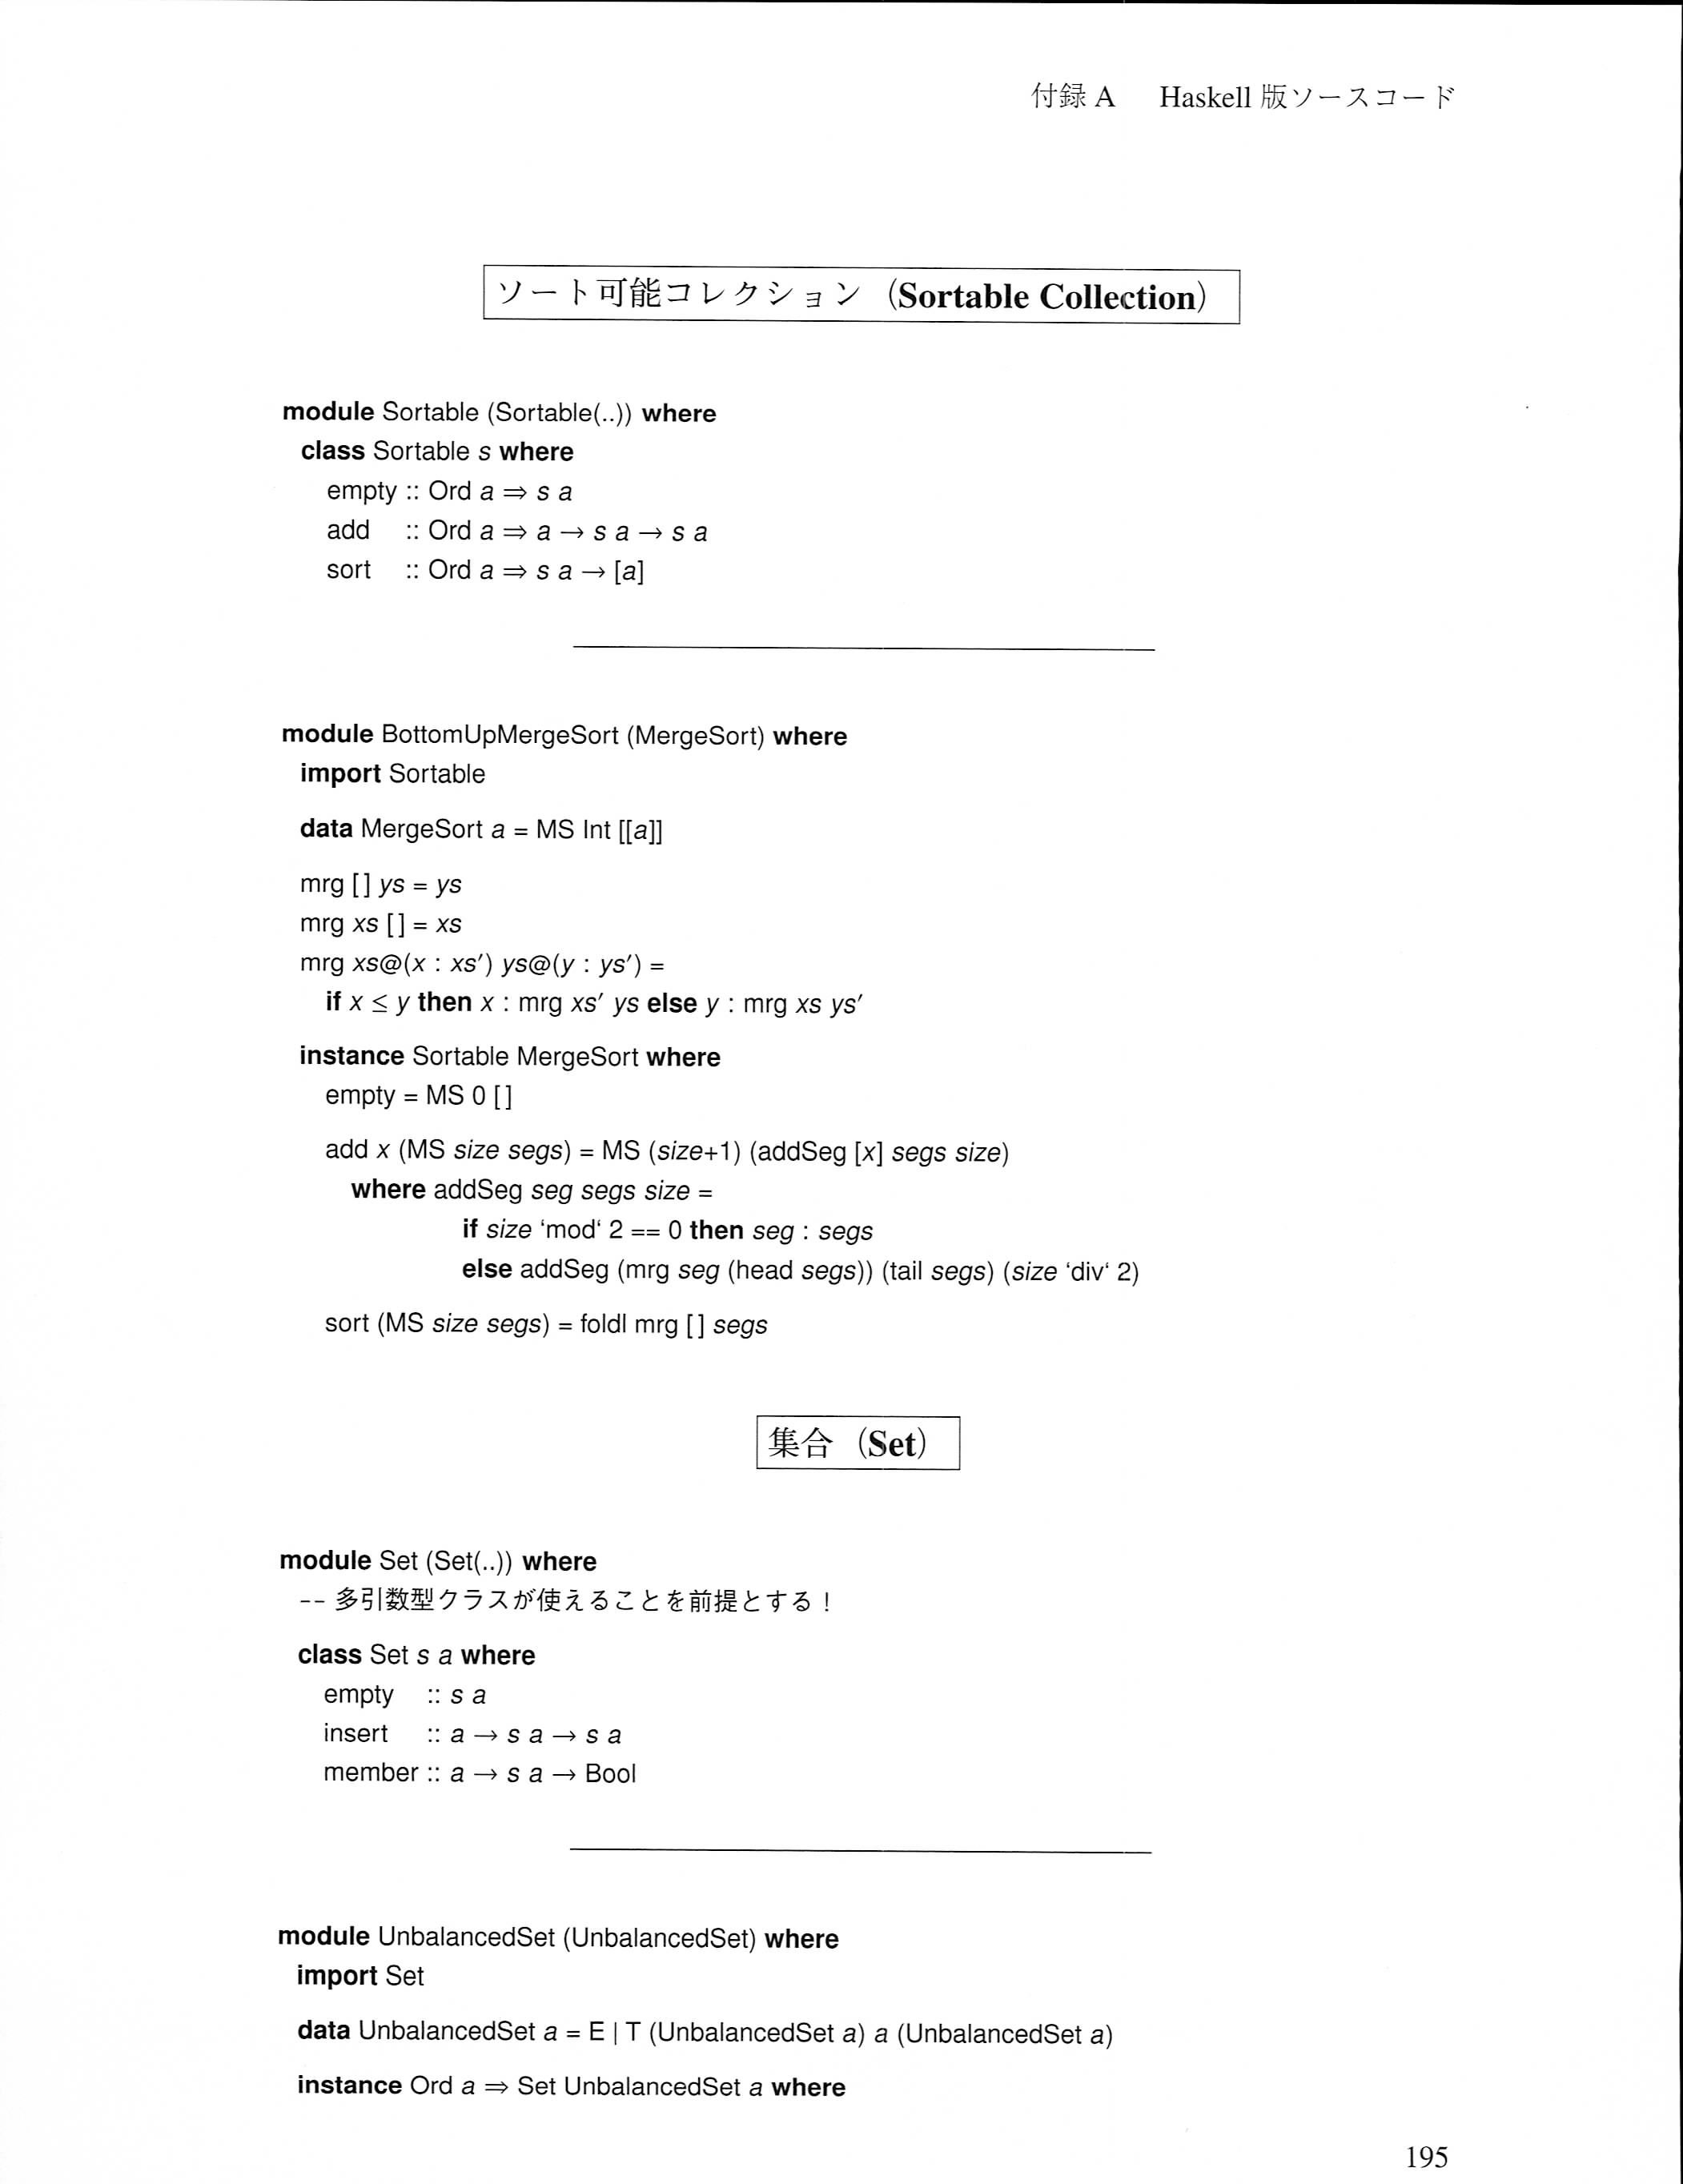 付録 A　Haskell 版ソースコード
ソート可能コレクション（Sortable Collection）
module Sortable (Sortable(..)) where
class Sortable s where
empty :: Ord a ⇒ s a
add :: Ord a ⇒ a → s a → s a
sort :: Ord a ⇒ s a → [a]
module BottomUpMergeSort (MergeSort) where
import Sortable
data MergeSort a = MS Int [[a]]
mrg [] ys = ys
mrg xs [] = xs
mrg xs@(x : xs′) ys@(y : ys′) =
if x ≤ y then x : mrg xs′ ys else y : mrg xs ys′
instance Sortable MergeSort where
empty = MS 0 []
add x (MS size segs) = MS (size+1) (addSeg [x] segs size)
where addSeg seg segs size =
if size ‘mod‘ 2 == 0 then seg : segs
else addSeg (mrg seg (head segs)) (tail segs) (size ‘div‘ 2)
sort (MS size segs) = foldl mrg [] segs
集合（Set）
module Set (Set(..)) where
-- 多引数型クラスが使えることを前提とする！
class Set s a where
empty :: s a
insert :: a → s a → s a
member :: a → s a → Bool
module UnbalancedSet (UnbalancedSet) where
import Set
data UnbalancedSet a = E | T (UnbalancedSet a) a (UnbalancedSet a)
instance Ord a ⇒ Set UnbalancedSet a where
195